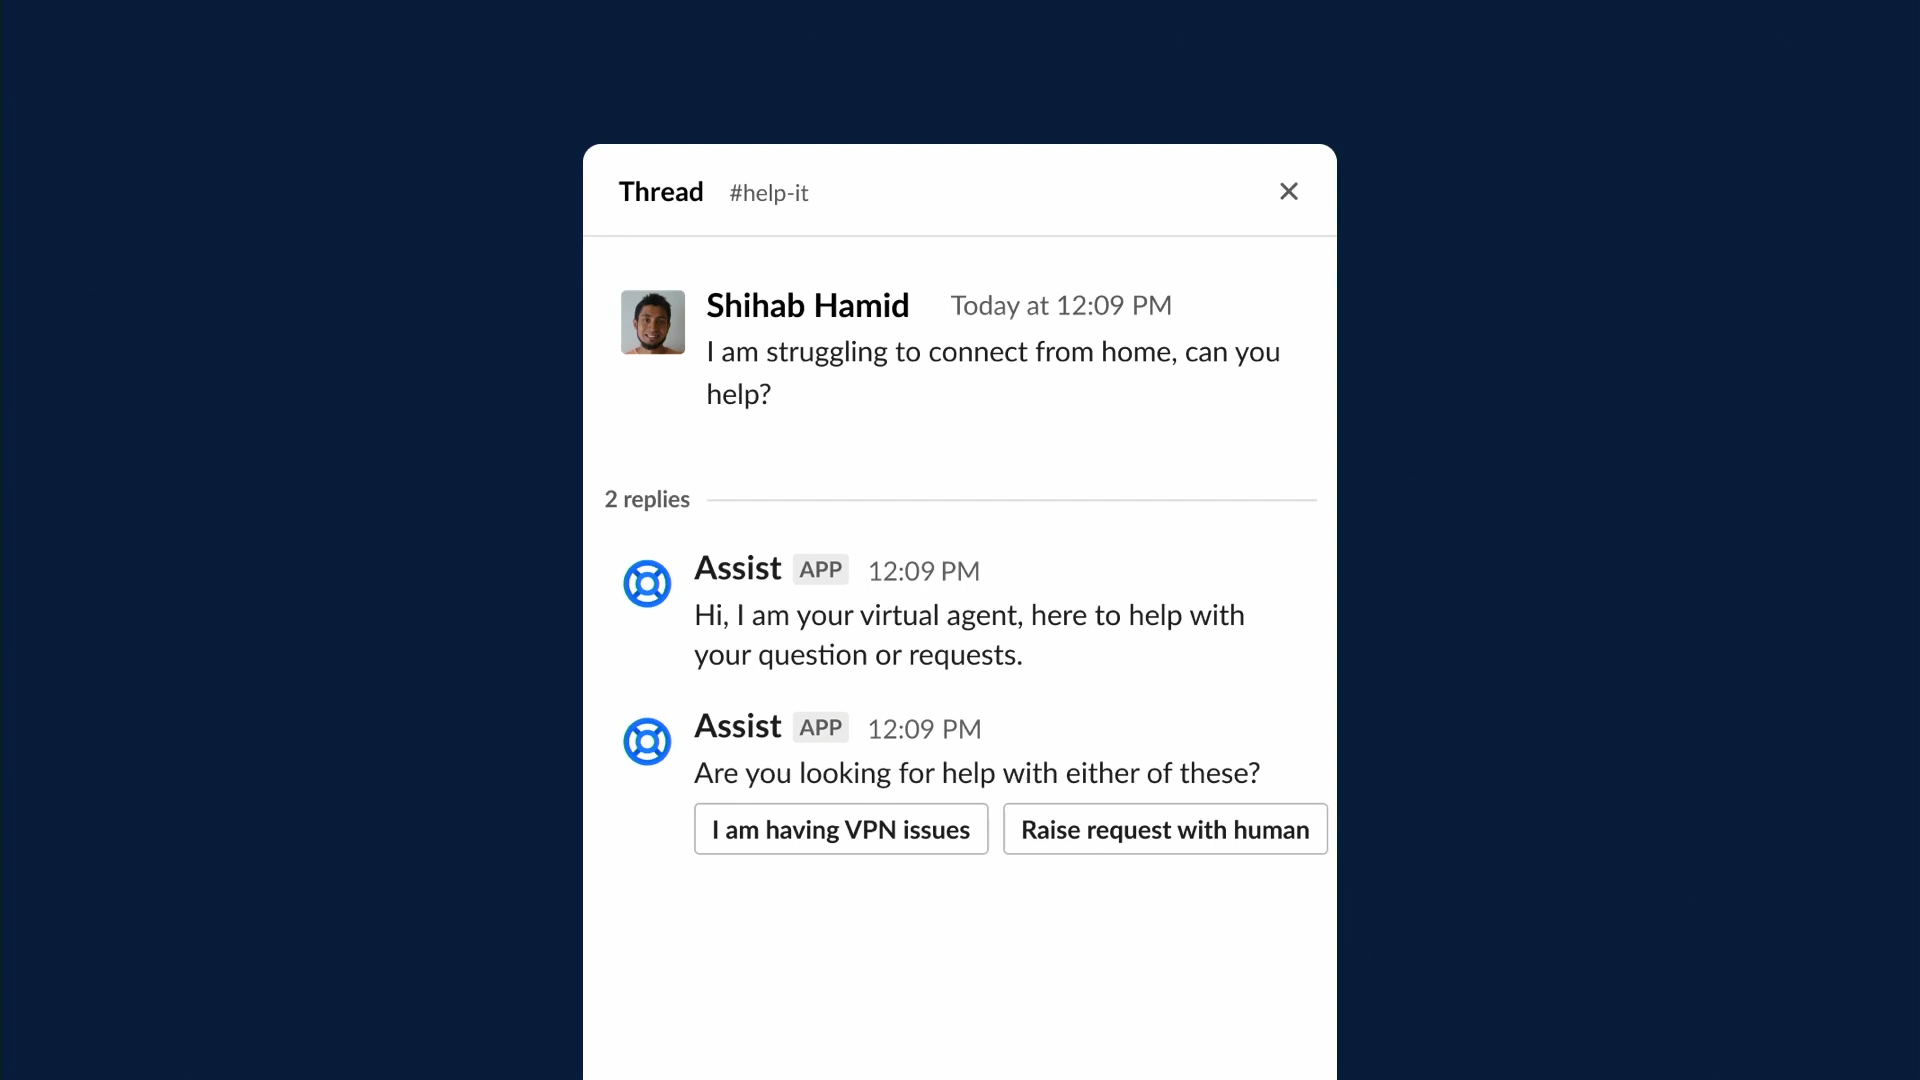 Thread #help-it
Shihab Hamid Today at 12:09 PM
I am struggling to connect from home, can you
help?
2 replies
Assist APP 12:09 PM
Hi, I am your virtual agent, here to help with
your question or requests.
Assist APP 12:09 PM
Are you looking for help with either of these?
I am having VPN issues Raise request with human